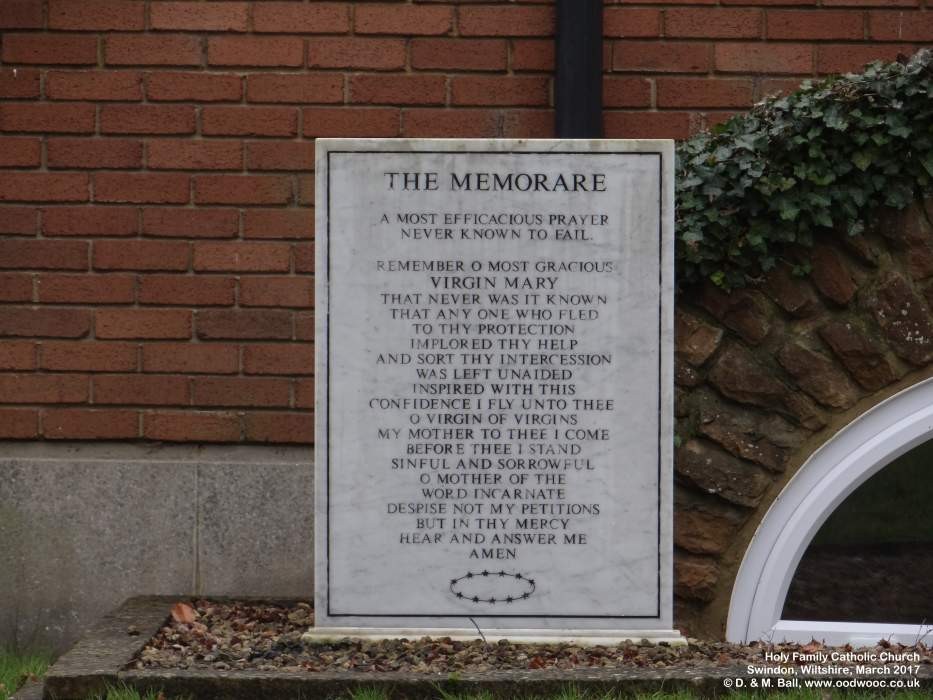 THE MEMORARE
A MOST EFFICACIOUS PRAYER
NEVER KNOWN TO FAIL.
REMEMBER O MOST GRACIOUS
VIRGIN MARY
THAT NEVER WAS IT KNOWN
THAT ANY ONE WHO FLED
TO THY PROTECTION
IMPLORED THY HELP
AND SORT THY INTERCESSION
WAS LEFT UNAIDED
INSPIRED WITH THIS
CONFIDENCE I FLY UNTO THEE
O VIRGIN OF VIRGINS
MY MOTHER TO THEE I COME
BEFORE THEE I STAND
SINFUL AND SORROWFUL
O MOTHER OF THE
WORD INCARNATE
DESPISE NOT MY PETITIONS
BUT IN THY MERCY
HEAR AND ANSWER ME
AMEN
Holy Family Catholic Church
Swindon, Wiltshire, March 2017
© D. & M. Ball, www.oodwooc.co.uk